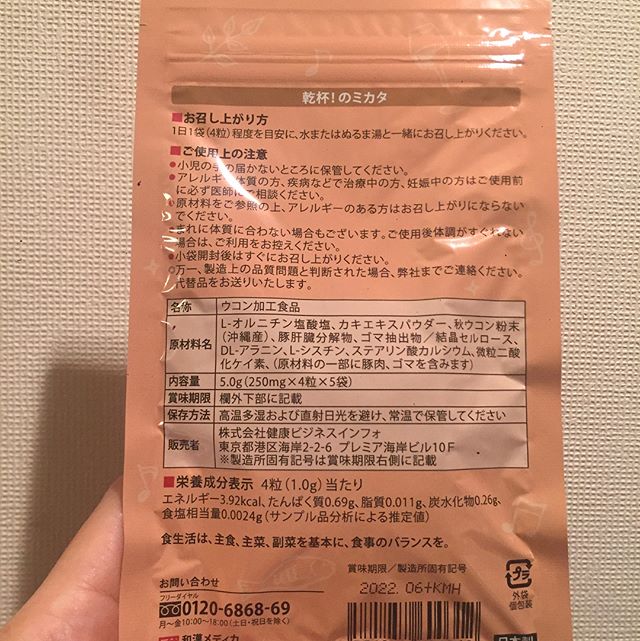 乾杯!のミカタ
■お召し上がり方
1日1袋(4粒)程度を目安に、水またはぬるま湯と一緒にお召し上がりください。
■ご使用上の注意
●小児の手の届かないところに保管してください。
●アレルギー体質の方、疾病などで治療中の方、妊娠中の方はご使用前
に必ず医師にご相談ください。
●原材料をご参照の上、アレルギーのある方はお召し上がりにならない
でください。
●まれに体質に合わない場合もございます。ご使用後体調がすぐれない
場合は、ご利用をお控えください。
●小袋開封後はすぐにお召し上がりください。
●万一、製造上の品質問題と判断された場合、弊社までご連絡ください。
代替品をお送りいたします。
名称 ウコン加工食品
原材料名 L-オルニチン塩酸塩、カキエキスパウダー、秋ウコン粉末
(沖縄産)、豚肝臓分解物、ゴマ抽出物/結晶セルロース、
DL-アラニン、L-シスチン、ステアリン酸カルシウム、微粒二酸
化ケイ素、(原材料の一部に豚肉、ゴマを含みます)
内容量 5.0g(250mg×4粒×5袋)
賞味期限 欄外下部に記載
保存方法 高温多湿および直射日光を避け、常温で保管してください
販売者 株式会社健康ビジネスインフォ
東京都港区海岸2-2-6 プレミア海岸ビル10F
※製造所固有記号は賞味期限右側に記載
■栄養成分表示 4粒(1.0g)当たり
エネルギー3.92kcal、たんぱく質0.69g、脂質0.011g、炭水化物0.26g、
食塩相当量0.0024g(サンプル品分析による推定値)
食生活は、主食、主菜、副菜を基本に、食事のバランスを。
賞味期限/製造所固有記号
2022.06+KMH
プラ
外袋
個包装
お問い合わせ
フリーダイヤル
0120-6868-69
月〜金 10:00〜18:00(土日・祝日を除く)
和漢メディカ
日本製